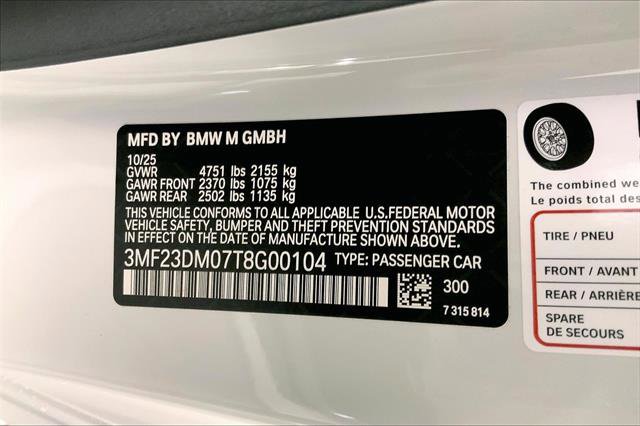 MFD BY BMW M GMBH
10/25
GVWR 4751 lbs 2155 kg
GAWR FRONT 2370 lbs 1075 kg
GAWR REAR 2502 lbs 1135 kg
THIS VEHICLE CONFORMS TO ALL APPLICABLE U.S.FEDERAL MOTOR
VEHICLE SAFETY, BUMPER AND THEFT PREVENTION STANDARDS
IN EFFECT ON THE DATE OF MANUFACTURE SHOWN ABOVE.
3MF23DM07T8G00104 TYPE: PASSENGER CAR
300
7 315 814
The combined we
Le poids total des
TIRE / PNEU
FRONT / AVANT
REAR / ARRIÈRE
SPARE
DE SECOURS